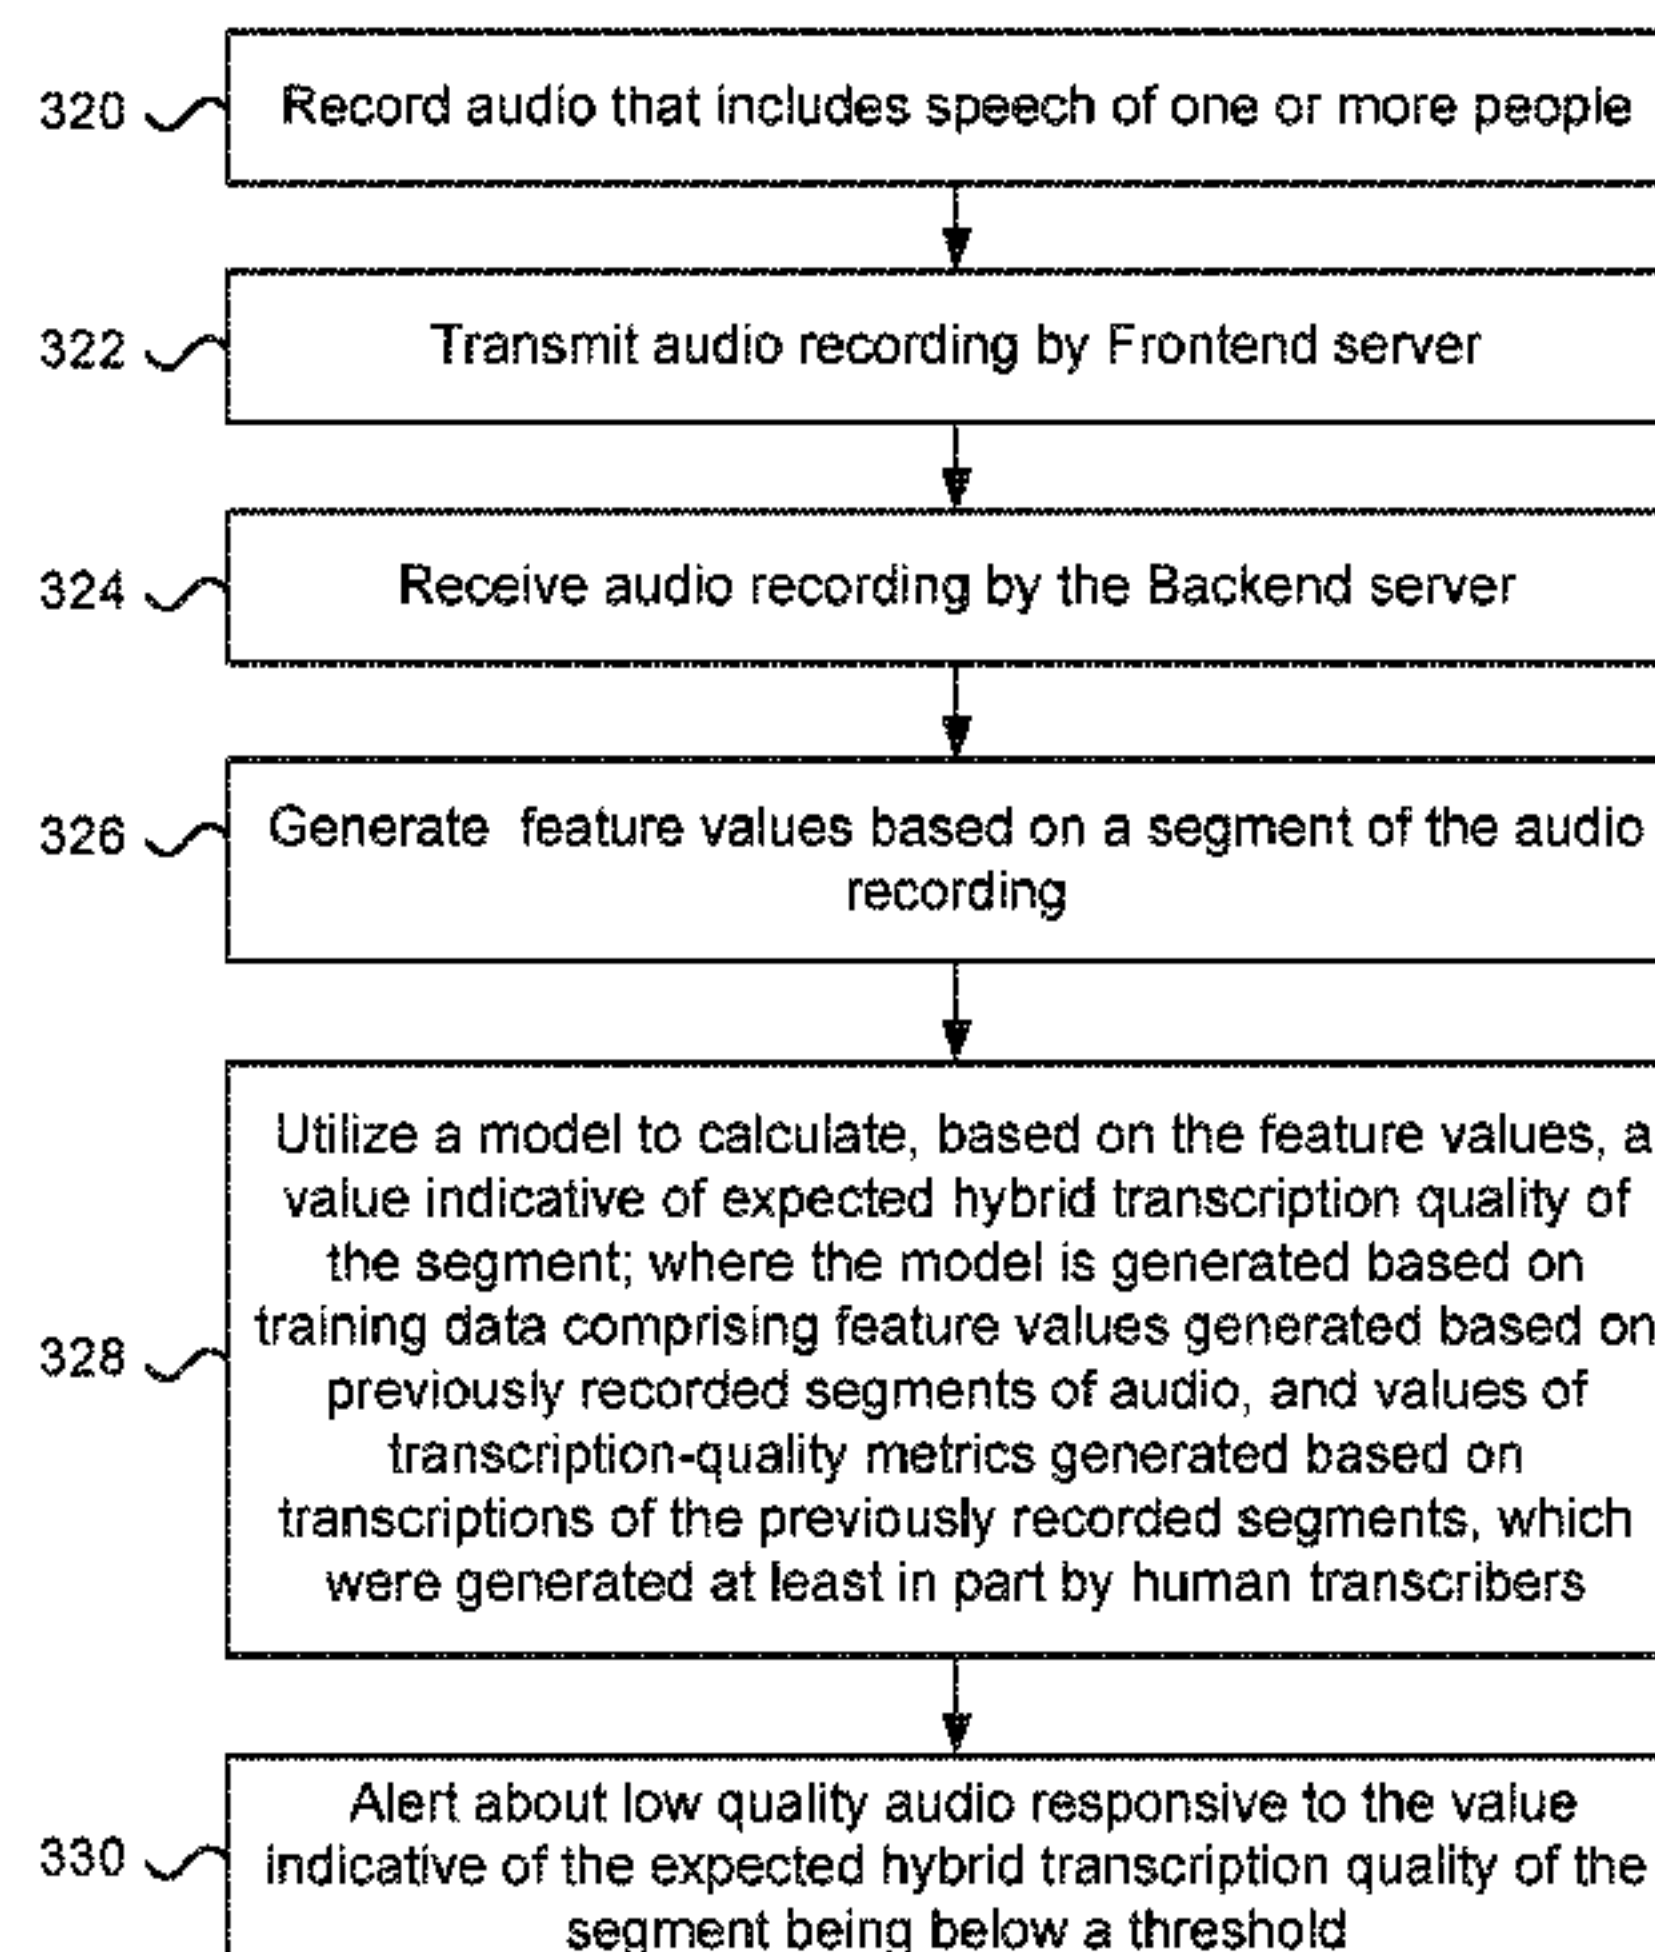 320
Record audio that includes speech of one or more people
322
Transmit audio recording by Frontend server
324
Receive audio recording by the Backend server
326
Generate feature values based on a segment of the audio
recording
328
Utilize a model to calculate, based on the feature values, a
value indicative of expected hybrid transcription quality of
the segment; where the model is generated based on
training data comprising feature values generated based on
previously recorded segments of audio, and values of
transcription-quality metrics generated based on
transcriptions of the previously recorded segments, which
were generated at least in part by human transcribers
330
Alert about low quality audio responsive to the value
indicative of the expected hybrid transcription quality of the
segment being below a threshold